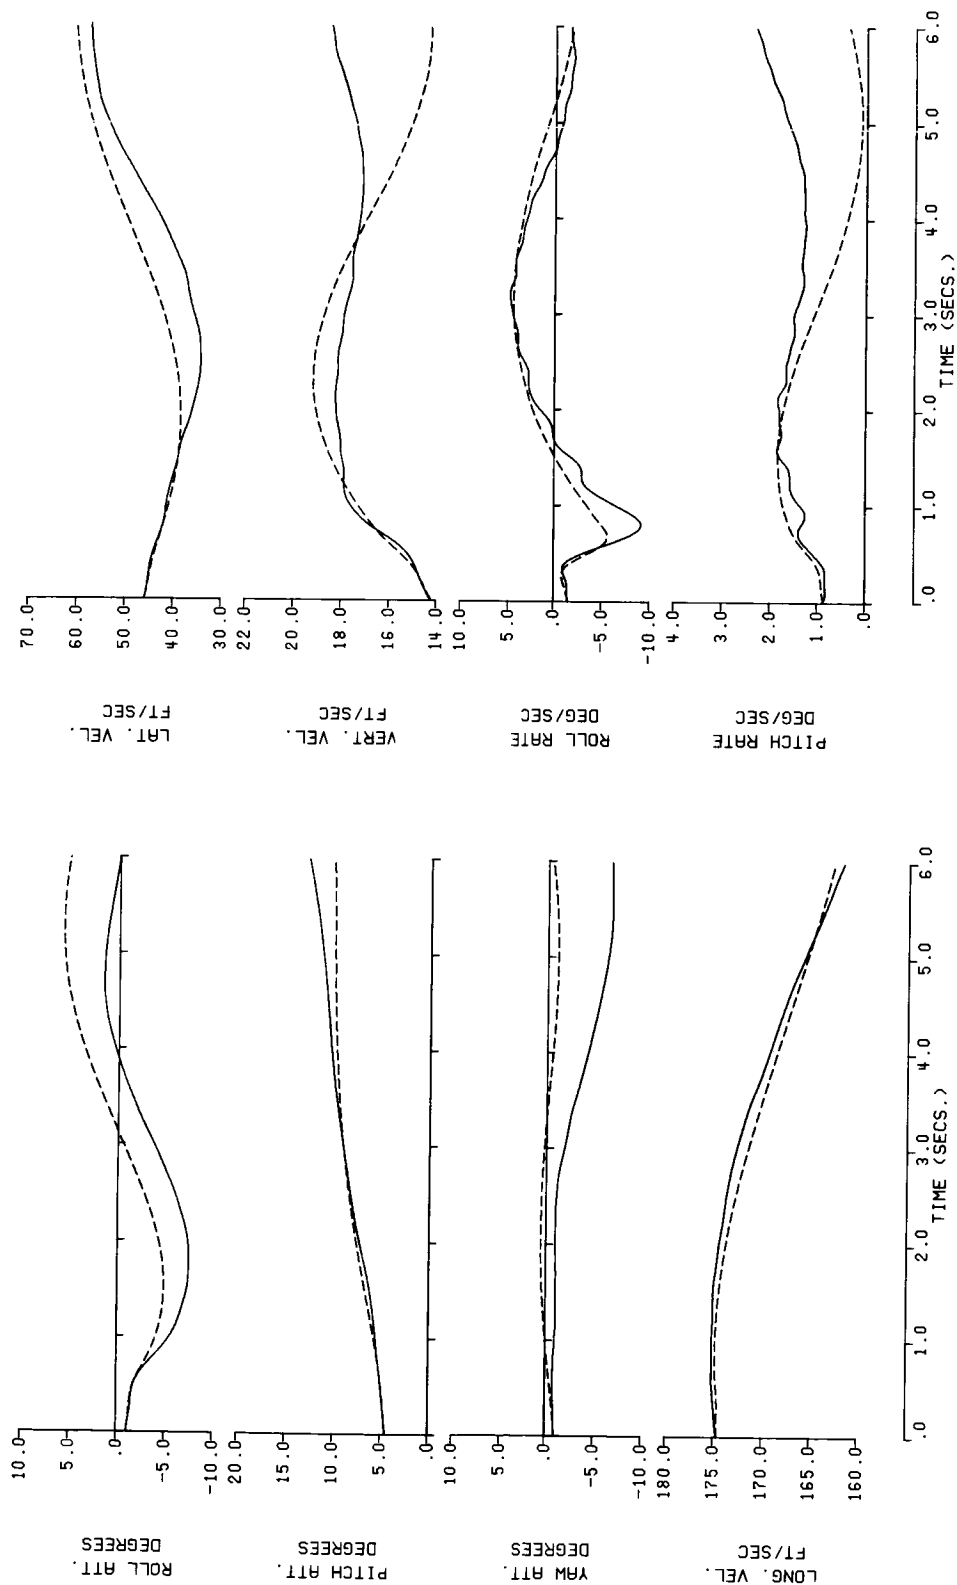 70.0
60.0
50.0
40.0
30.0
LAT. VEL.
FT/SEC
22.0
20.0
18.0
16.0
14.0
VERT. VEL.
FT/SEC
10.0
5.0
.0
-5.0
-10.0
ROLL RATE
DEG/SEC
4.0
3.0
2.0
1.0
.0
PITCH RATE
DEG/SEC
.0 1.0 2.0 3.0 4.0 5.0 6.0
TIME (SECS.)
10.0
5.0
.0
-5.0
-10.0
ROLL ATT.
DEGREES
20.0
15.0
10.0
5.0
.0
PITCH ATT.
DEGREES
10.0
5.0
.0
-5.0
-10.0
YAW ATT.
DEGREES
180.0
175.0
170.0
165.0
160.0
LONG. VEL.
FT/SEC
.0 1.0 2.0 3.0 4.0 5.0 6.0
TIME (SECS.)